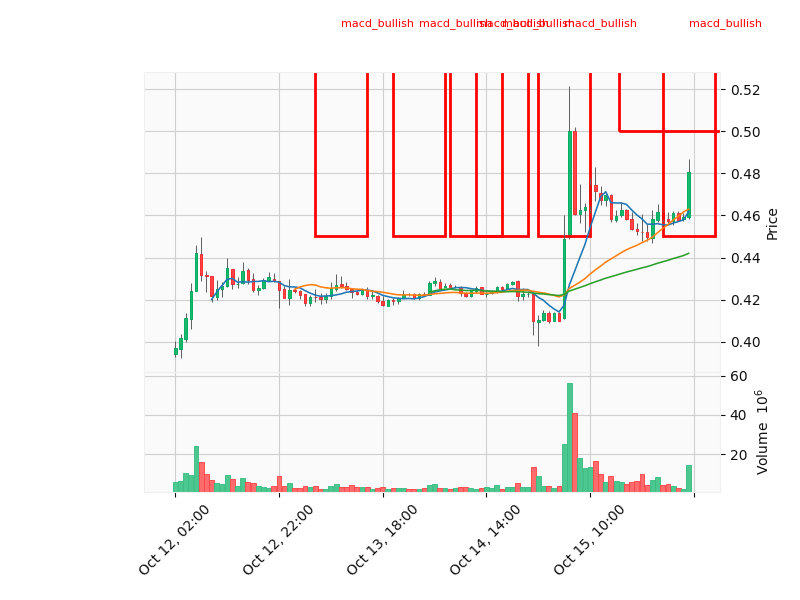 macd_bullish macd_bullish macd_bullish macd_bullish macd_bullish macd_bullish
0.52
0.50
0.48
0.46
0.44
0.42
0.40
Price
60
40
20
Volume 10^6
Oct 12, 02:00
Oct 12, 22:00
Oct 13, 18:00
Oct 14, 14:00
Oct 15, 10:00